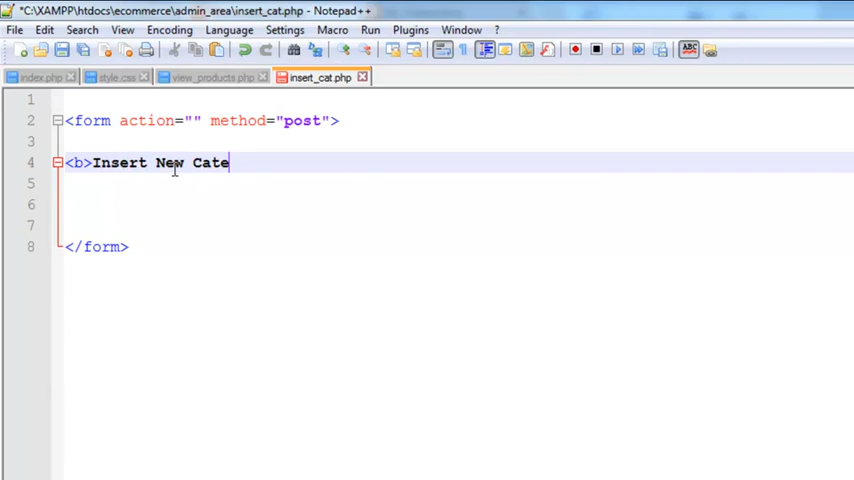 *C:\XAMPP\htdocs\ecommerce\admin_area\insert_cat.php - Notepad++
File Edit Search View Encoding Language Settings Macro Run Plugins Window ?
index.php style.css view_products.php insert_cat.php
1
2 <form action="" method="post">
3
4 <b>Insert New Cate
5
6
7
8 </form>